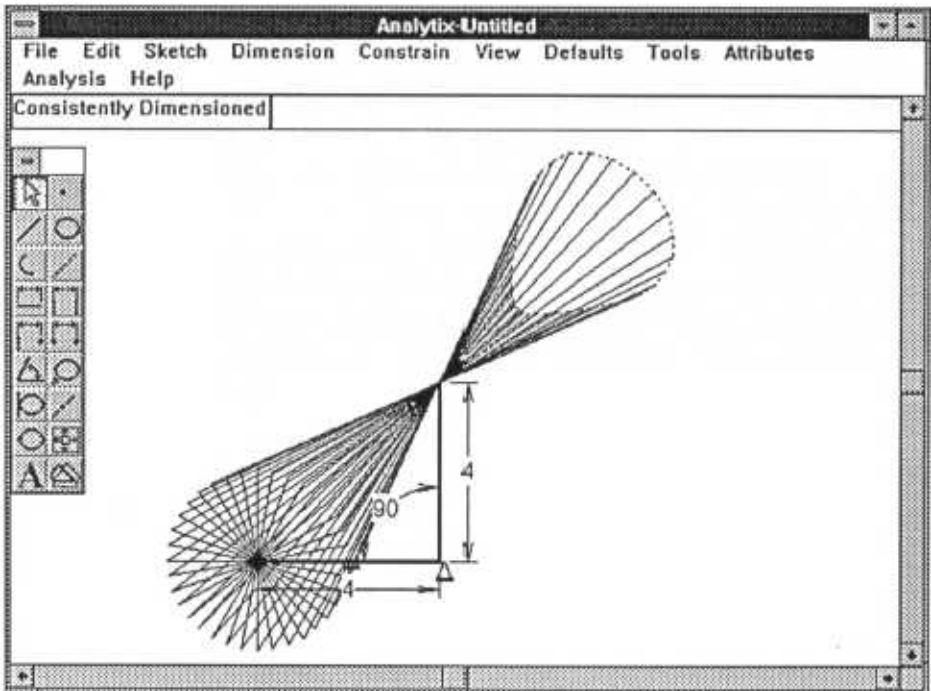 Analytix-Untitled
File Edit Sketch Dimension Constrain View Defaults Tools Attributes
Analysis Help
Consistently Dimensioned
A
4
90
4